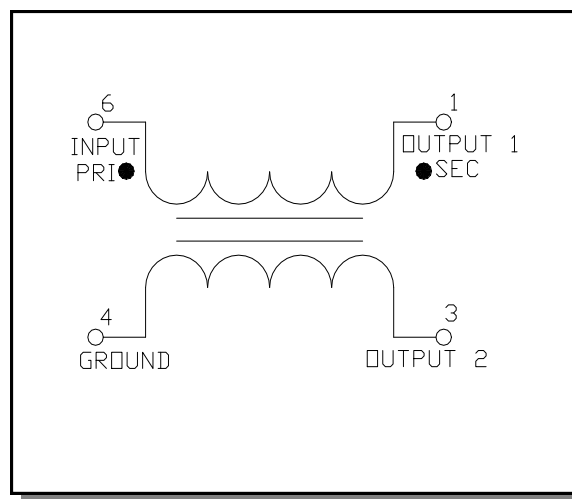 6
1
INPUT
OUTPUT 1
PRI
SEC
4
3
GROUND
OUTPUT 2